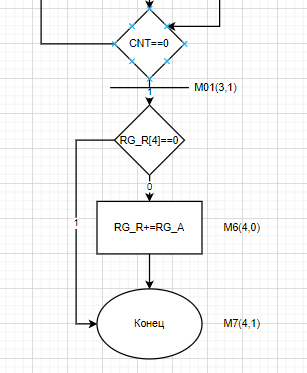 CNT==0
1
M01(3,1)
RG_R[4]==0
0
1
RG_R+=RG_A
M6(4,0)
Конец
M7(4,1)